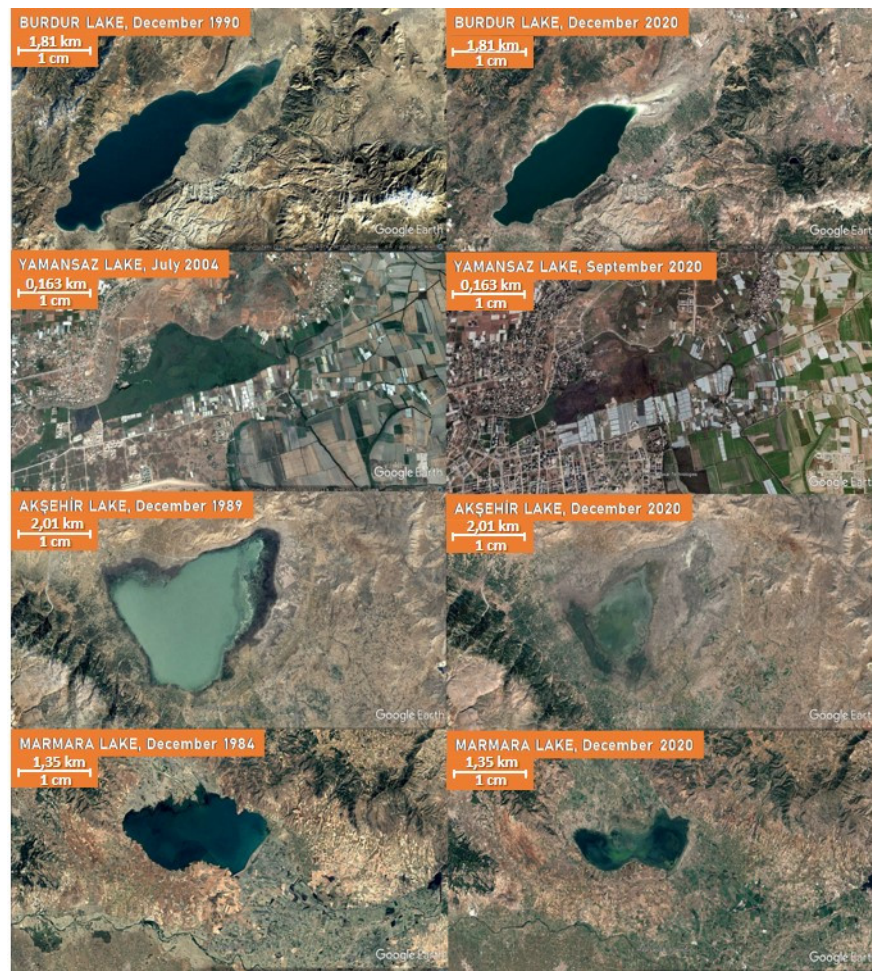 BURDUR LAKE, December 1990
1,81 km
1 cm
Google Earth
BURDUR LAKE, December 2020
1,81 km
1 cm
Google Earth
YAMANSAZ LAKE, July 2004
0,163 km
1 cm
Google Earth
YAMANSAZ LAKE, September 2020
0,163 km
1 cm
Google Earth
AKŞEHİR LAKE, December 1989
2,01 km
1 cm
Google Earth
AKŞEHİR LAKE, December 2020
2,01 km
1 cm
Google Earth
MARMARA LAKE, December 1984
1,35 km
1 cm
Google Earth
MARMARA LAKE, December 2020
1,35 km
1 cm
Google Earth